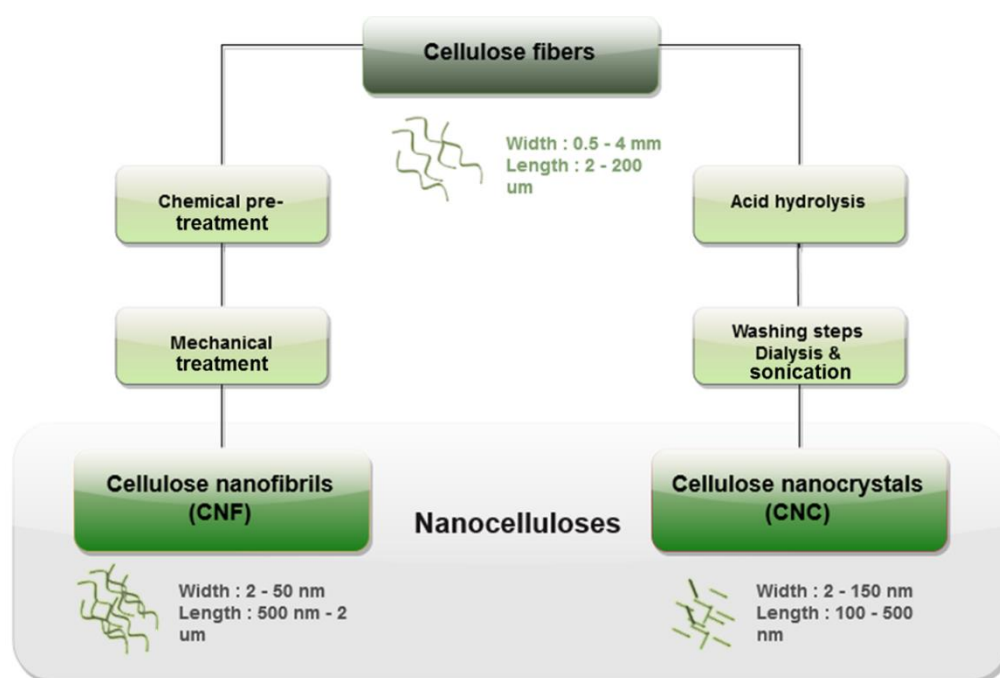 Cellulose fibers
Width : 0.5 - 4 mm
Length : 2 - 200
um
Chemical pre-
treatment
Acid hydrolysis
Mechanical
treatment
Washing steps
Dialysis &
sonication
Cellulose nanofibrils
(CNF)
Nanocelluloses
Cellulose nanocrystals
(CNC)
Width : 2 - 50 nm
Length : 500 nm - 2
um
Width : 2 - 150 nm
Length : 100 - 500
nm